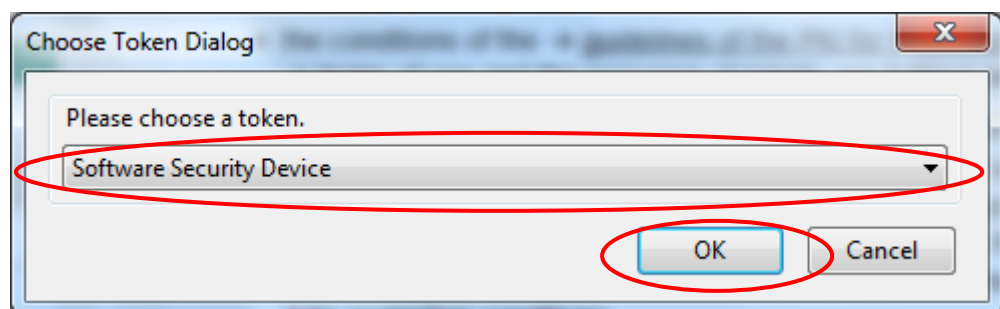 Choose Token Dialog
Please choose a token.
Software Security Device
OK
Cancel